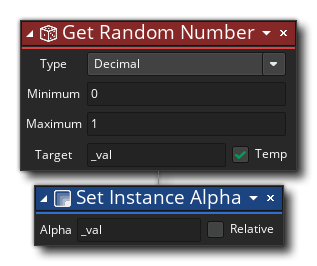 Get Random Number
Type Decimal
Minimum 0
Maximum 1
Target _val Temp
Set Instance Alpha
Alpha _val Relative